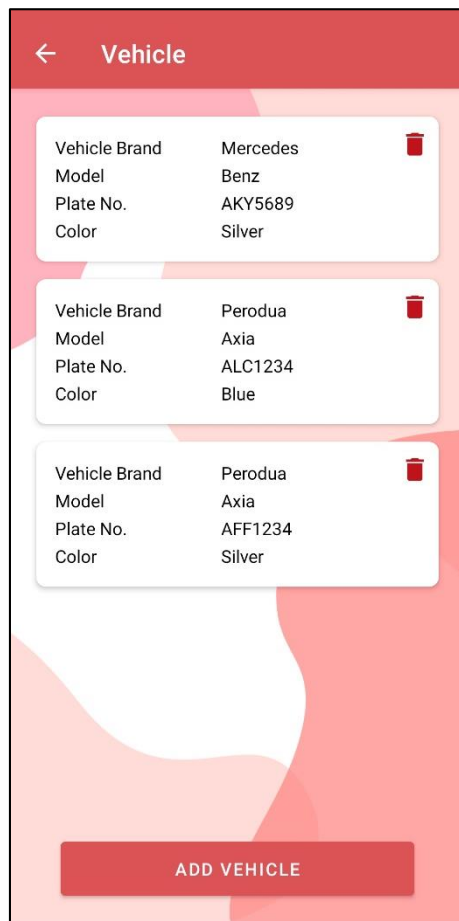 Vehicle
Vehicle Brand Mercedes
Model Benz
Plate No. AKY5689
Color Silver
Vehicle Brand Perodua
Model Axia
Plate No. ALC1234
Color Blue
Vehicle Brand Perodua
Model Axia
Plate No. AFF1234
Color Silver
ADD VEHICLE